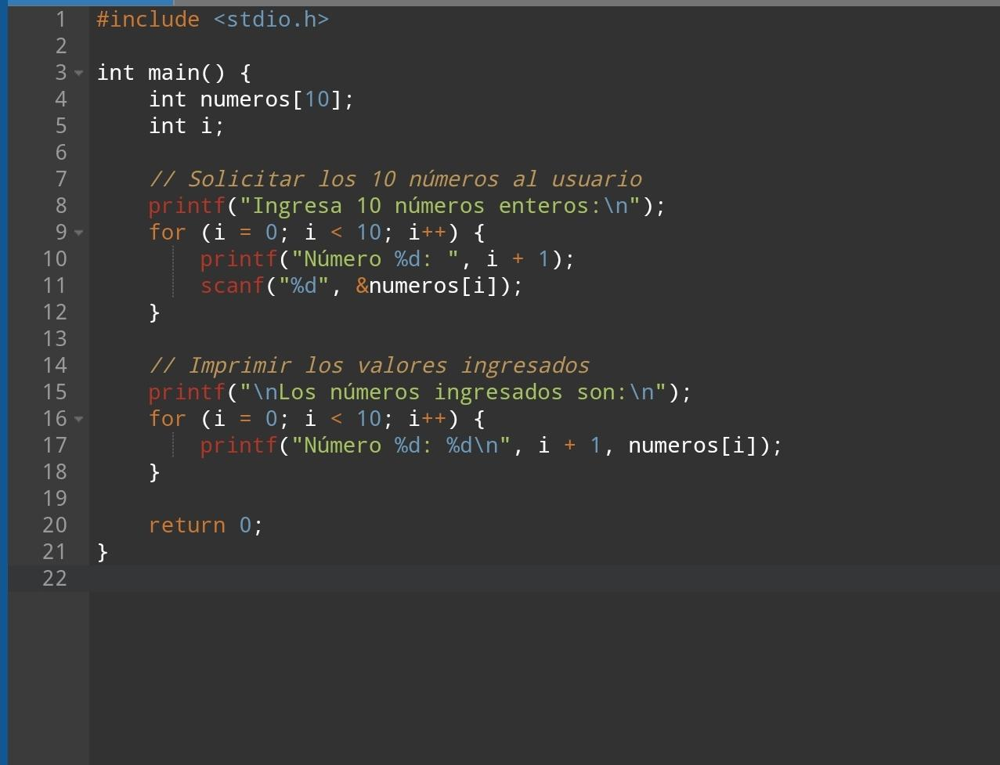 1 #include <stdio.h>
2
3 int main() {
4     int numeros[10];
5     int i;
6
7     // Solicitar los 10 números al usuario
8     printf("Ingresa 10 números enteros:\n");
9     for (i = 0; i < 10; i++) {
10         printf("Número %d: ", i + 1);
11         scanf("%d", &numeros[i]);
12     }
13
14     // Imprimir los valores ingresados
15     printf("\nLos números ingresados son:\n");
16     for (i = 0; i < 10; i++) {
17         printf("Número %d: %d\n", i + 1, numeros[i]);
18     }
19
20     return 0;
21 }
22